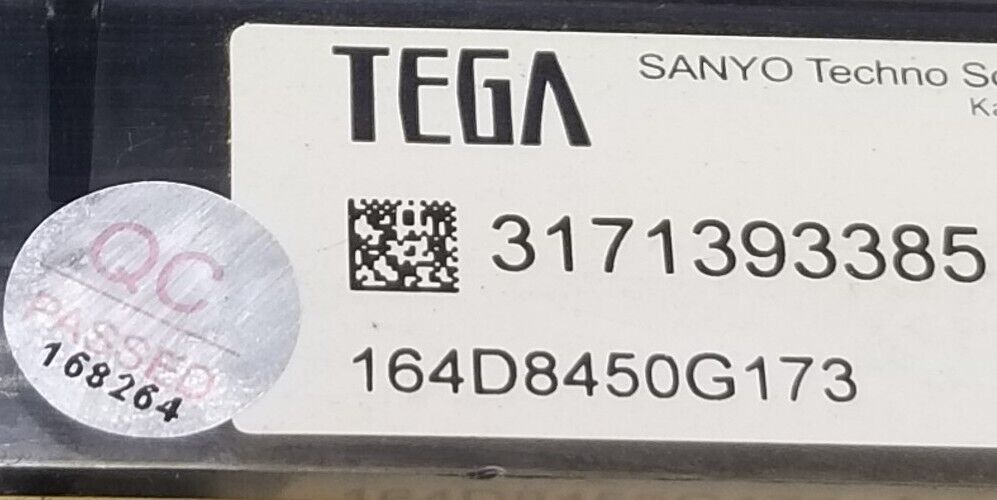 TEGA
SANYO Techno
3171393385
164D8450G173
QC
PASSED
168264